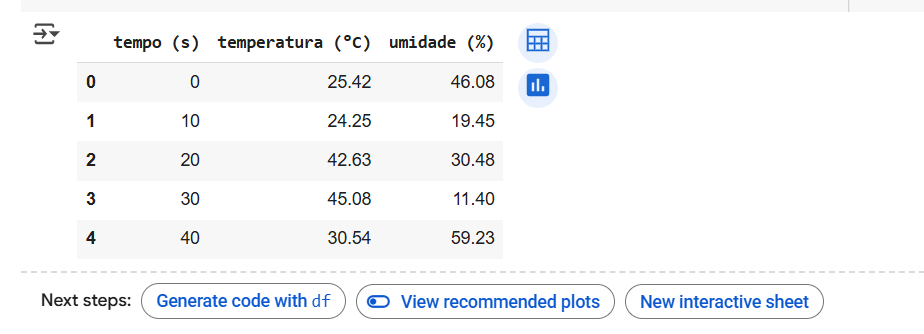 tempo (s) temperatura (°C) umidade (%)
0 0 25.42 46.08
1 10 24.25 19.45
2 20 42.63 30.48
3 30 45.08 11.40
4 40 30.54 59.23
Next steps: Generate code with df View recommended plots New interactive sheet